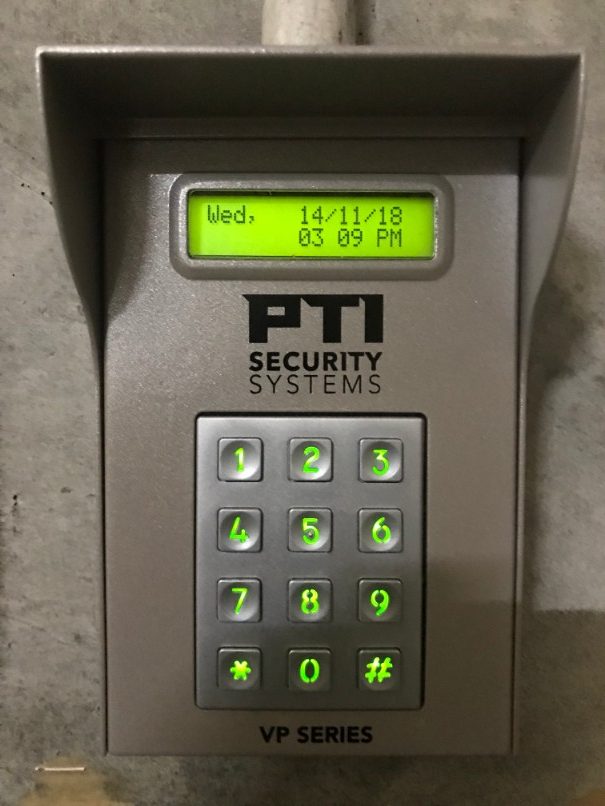 Wed, 14/11/18
03 09 PM
PTI
SECURITY
SYSTEMS
1 2 3
4 5 6
7 8 9
* 0 #
VP SERIES